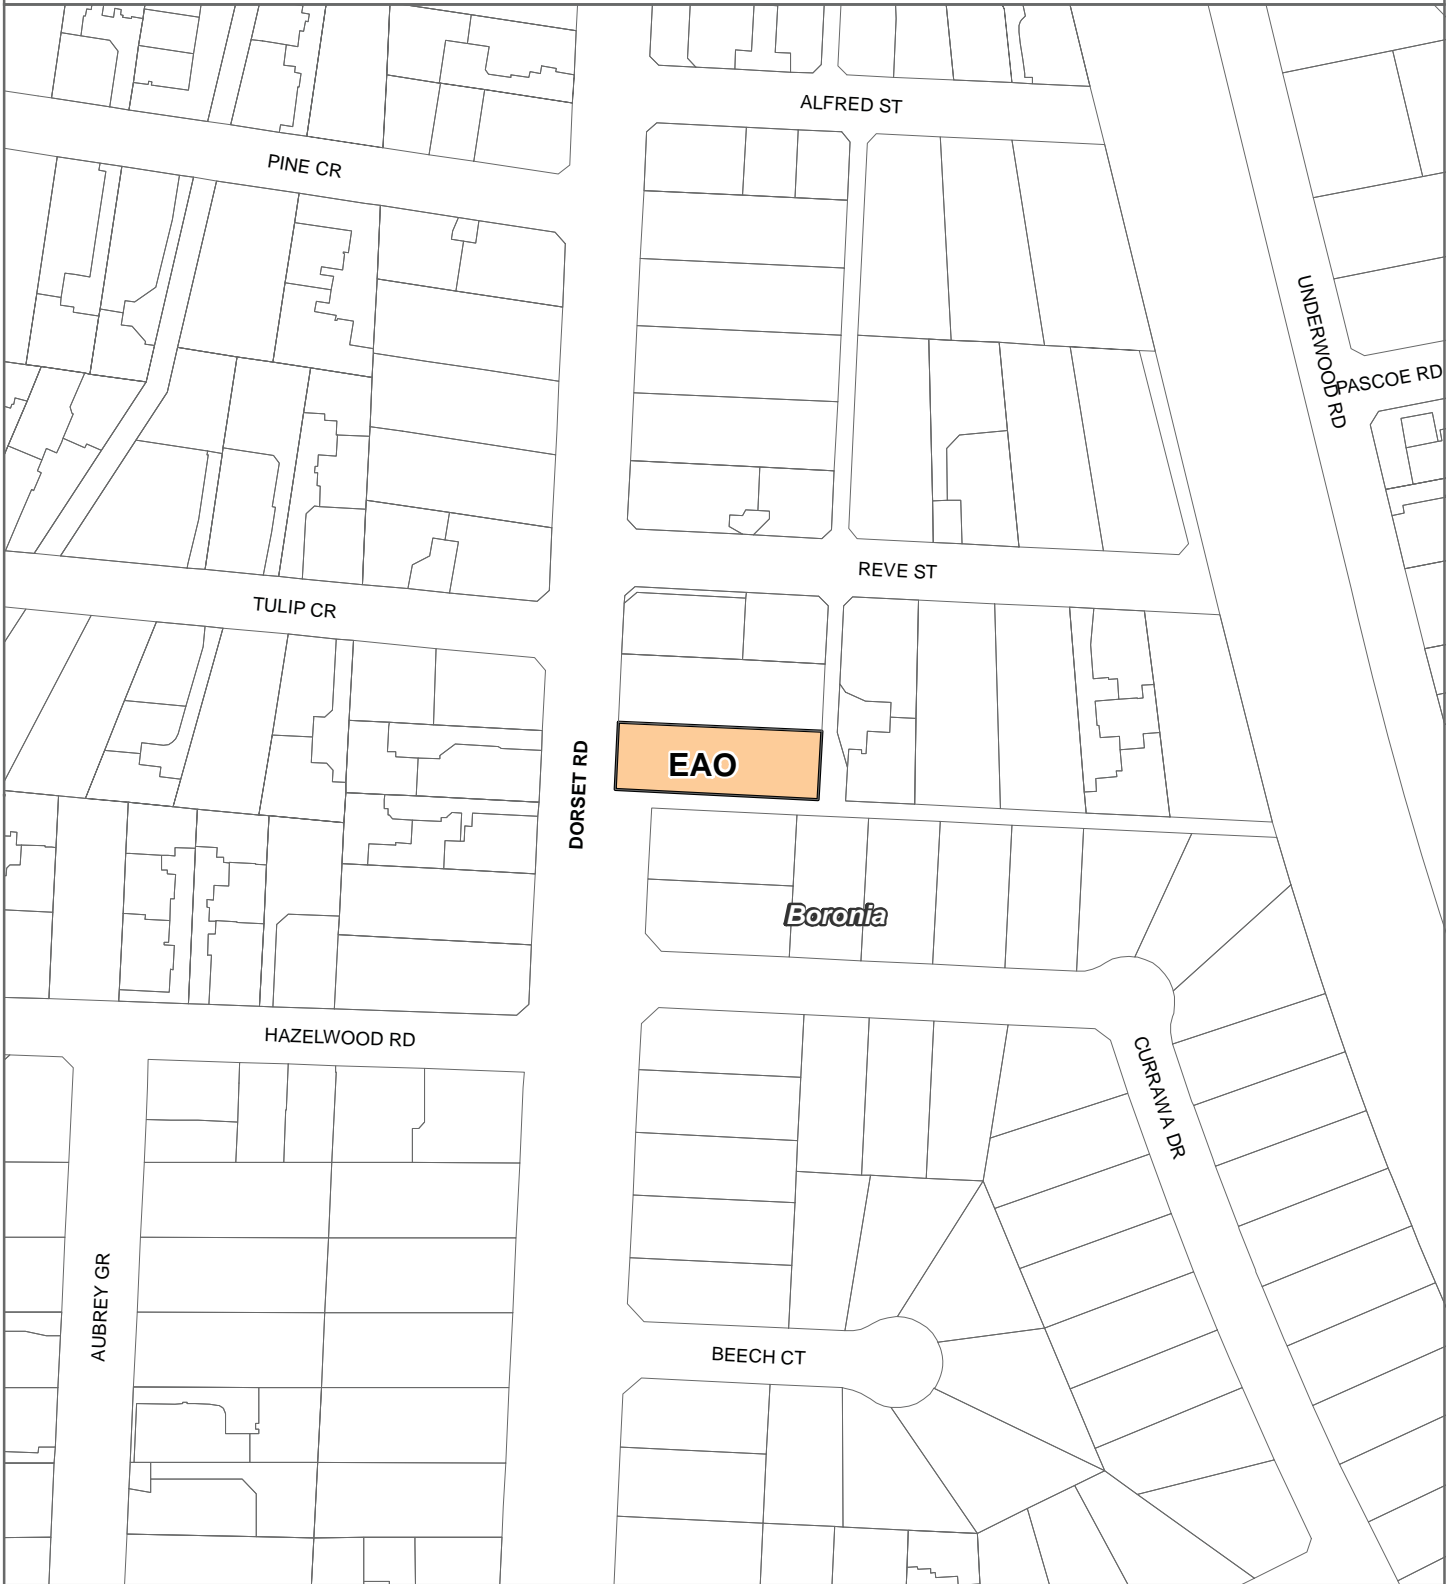 ALFRED ST
PINE CR
UNDERWOOD RD
PASCOE RD
REVE ST
TULIP CR
DORSET RD
EAO
Boronia
HAZELWOOD RD
CURRAWA DR
AUBREY GR
BEECH CT